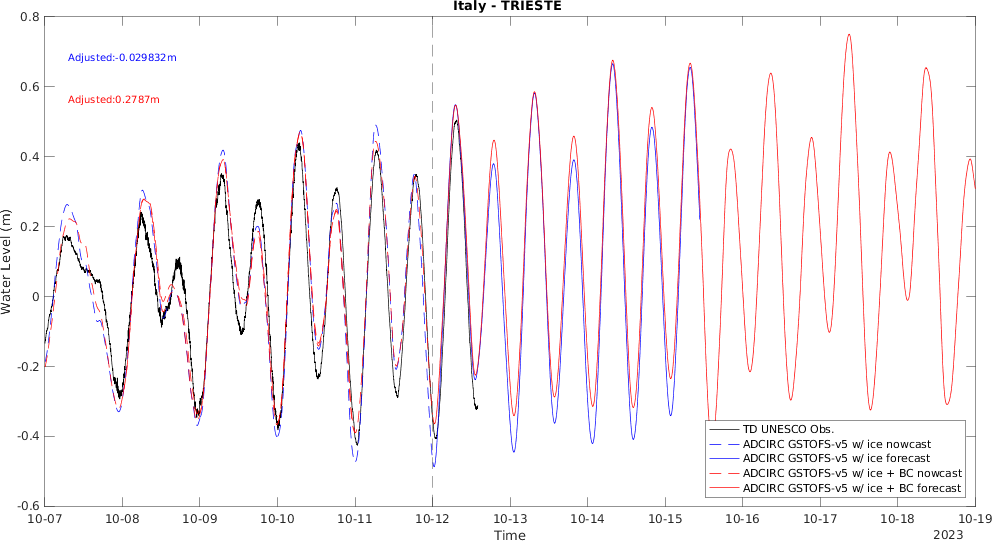 Italy - TRIESTE
0.8
0.6
0.4
0.2
0
-0.2
-0.4
-0.6
Water Level (m)
Adjusted:-0.029832m
Adjusted:0.2787m
TD UNESCO Obs.
ADCIRC GSTOFS-v5 w/ ice nowcast
ADCIRC GSTOFS-v5 w/ ice forecast
ADCIRC GSTOFS-v5 w/ ice + BC nowcast
ADCIRC GSTOFS-v5 w/ ice + BC forecast
10-07 10-08 10-09 10-10 10-11 10-12 10-13 10-14 10-15 10-16 10-17 10-18 10-19
Time
2023